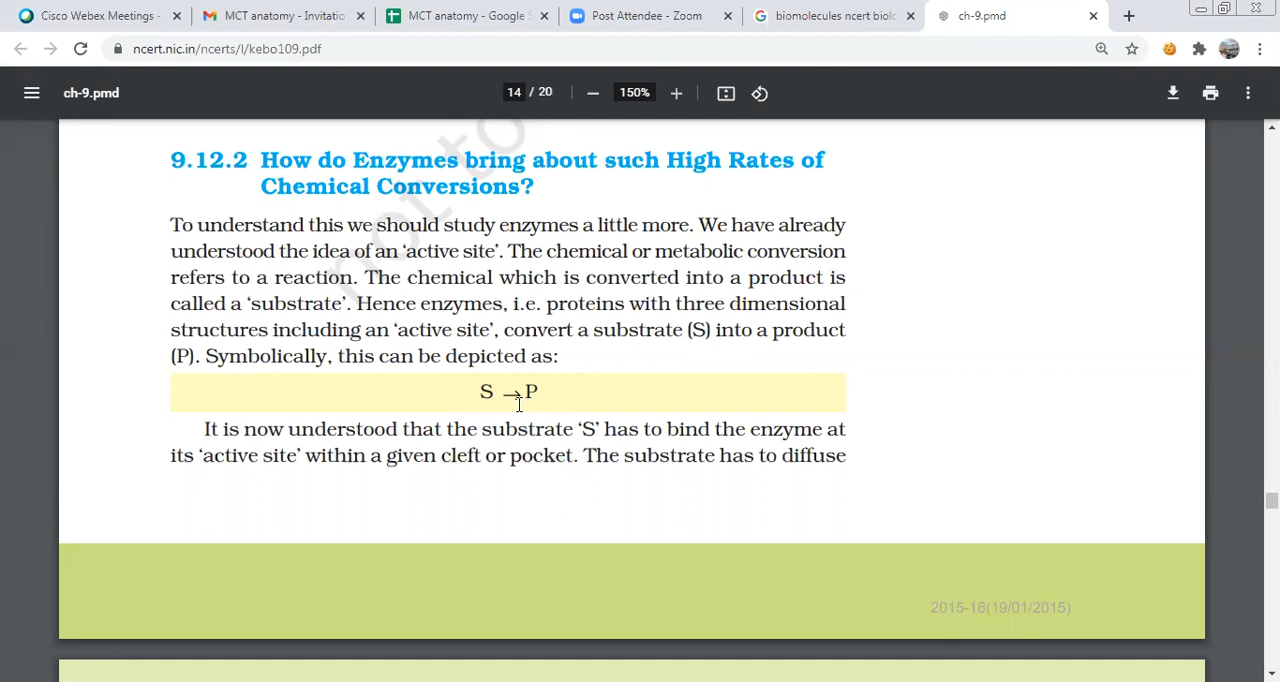 Cisco Webex Meetings -
MCT anatomy - Invitatio
MCT anatomy - Google S
Post Attendee - Zoom
biomolecules ncert biolo
ch-9.pmd
ncert.nic.in/ncerts/l/kebo109.pdf
ch-9.pmd
14 / 20
150%
not to
9.12.2 How do Enzymes bring about such High Rates of
Chemical Conversions?
To understand this we should study enzymes a little more. We have already
understood the idea of an ‘active site’. The chemical or metabolic conversion
refers to a reaction. The chemical which is converted into a product is
called a ‘substrate’. Hence enzymes, i.e. proteins with three dimensional
structures including an ‘active site’, convert a substrate (S) into a product
(P). Symbolically, this can be depicted as:
S → P
It is now understood that the substrate ‘S’ has to bind the enzyme at
its ‘active site’ within a given cleft or pocket. The substrate has to diffuse
2015-16(19/01/2015)